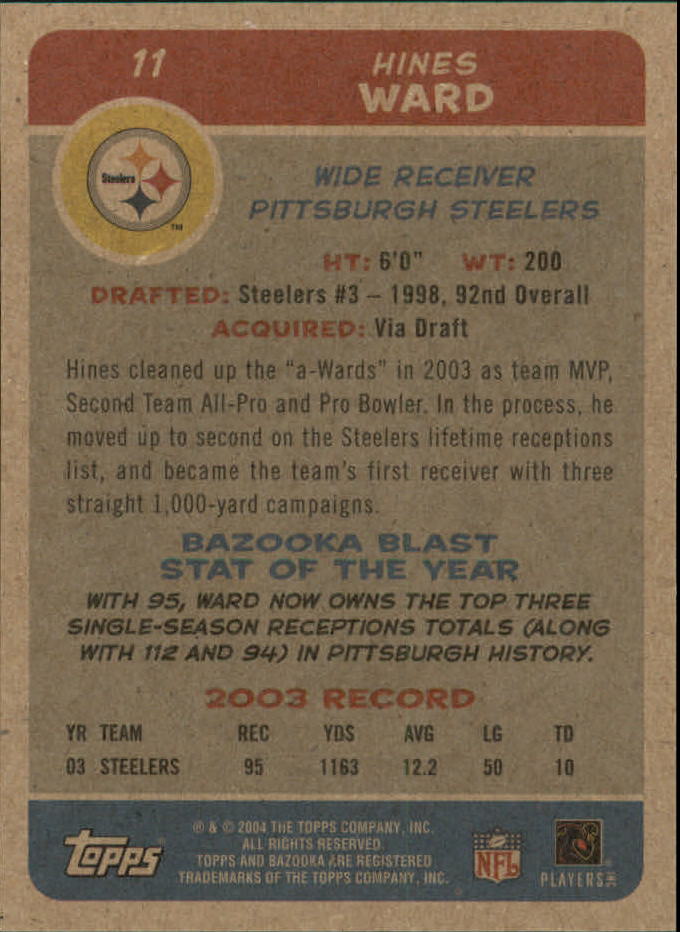 11
HINES
WARD
Steelers
TM
WIDE RECEIVER
PITTSBURGH STEELERS
HT: 6'0" WT: 200
DRAFTED: Steelers #3 – 1998, 92nd Overall
ACQUIRED: Via Draft
Hines cleaned up the "a-Wards" in 2003 as team MVP,
Second Team All-Pro and Pro Bowler. In the process, he
moved up to second on the Steelers lifetime receptions
list, and became the team's first receiver with three
straight 1,000-yard campaigns.
BAZOOKA BLAST
STAT OF THE YEAR
WITH 95, WARD NOW OWNS THE TOP THREE
SINGLE-SEASON RECEPTIONS TOTALS (ALONG
WITH 112 AND 94) IN PITTSBURGH HISTORY.
2003 RECORD
YR TEAM REC YDS AVG LG TD
03 STEELERS 95 1163 12.2 50 10
topps
® & © 2004 THE TOPPS COMPANY, INC.
ALL RIGHTS RESERVED.
TOPPS AND BAZOOKA ARE REGISTERED
TRADEMARKS OF THE TOPPS COMPANY, INC.
NFL
PLAYERS